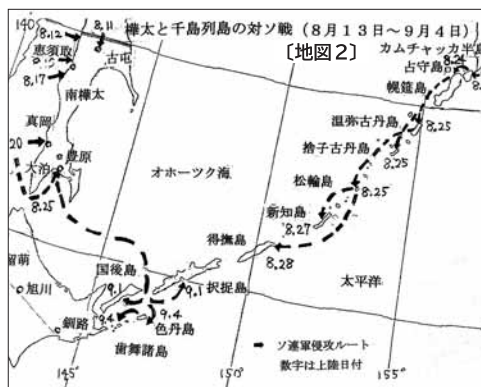 樺太と千島列島の対ソ戦（8月13日～9月4日）
〔地図2〕
140
8.12
8.11
恵須取
古屯
8.17
南樺太
真岡
20
豊原
大泊
8.25
カムチャッカ半島
占守島
幌筵島
温弥古丹島
8.25
捨子古丹島
8.25
松輪島
8.25
新知島
8.27
得撫島
8.28
オホーツク海
太平洋
留萌
旭川
釧路
国後島
9.1
択捉島
9.1
9.4
9.4
色丹島
歯舞諸島
145°
150°
155°
ソ連軍侵攻ルート
数字は上陸日付